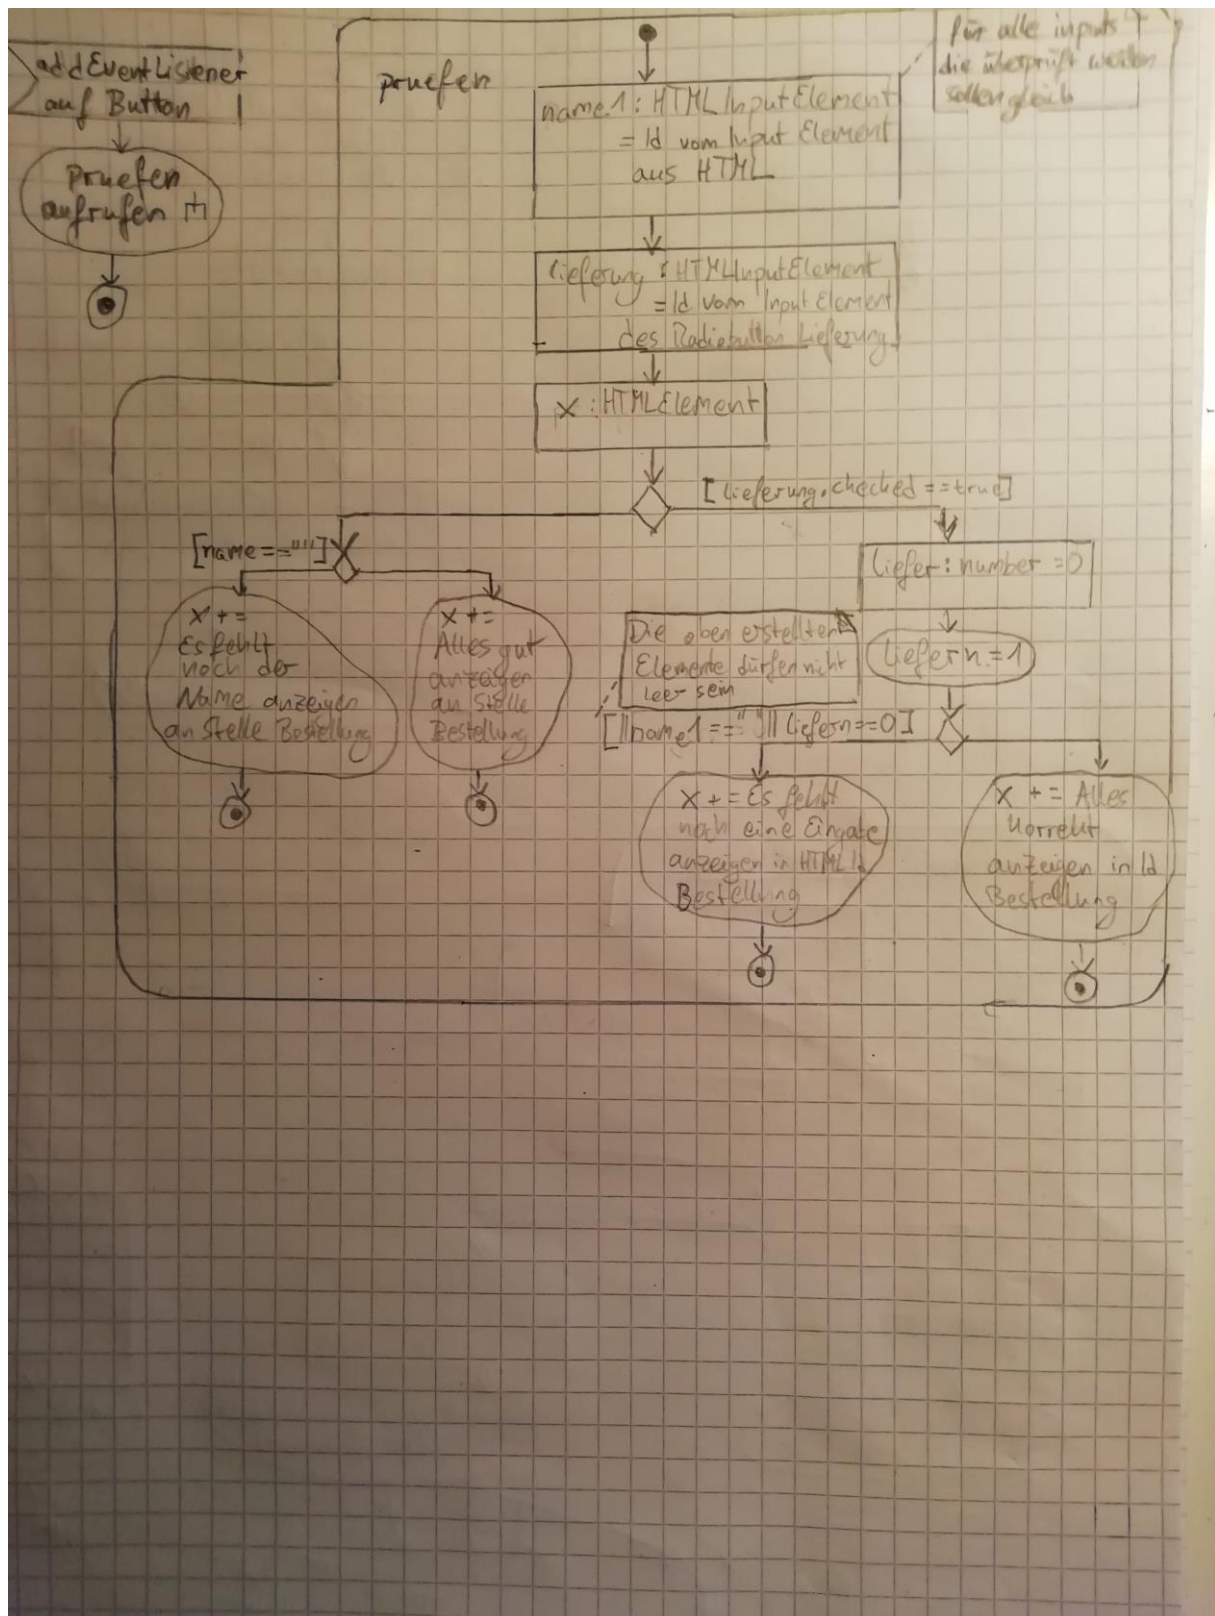 addEventListener
auf Button
pruefen
aufrufen
pruefen
name1 : HTMLInputElement
= Id vom Input Element
aus HTML
für alle inputs
die überprüft werden
sollen gleich
lieferung : HTMLInputElement
= Id vom Input Element
des Radiobutton Lieferung
x : HTMLElement
[lieferung.checked == true]
[name == ""]
x +=
Es fehlt
noch der
Name anzeigen
an Stelle Bestellung
x +=
Alles gut
anzeigen
an Stelle
Bestellung
liefer : number = 0
liefern = 1
Die oben erstellten
Elemente dürfen nicht
leer sein
[||name1 == ""|| liefern == 0]
x += Es fehlt
noch eine Eingabe
anzeigen in HTML Id
Bestellung
x += Alles
Korrekt
anzeigen in Id
Bestellung